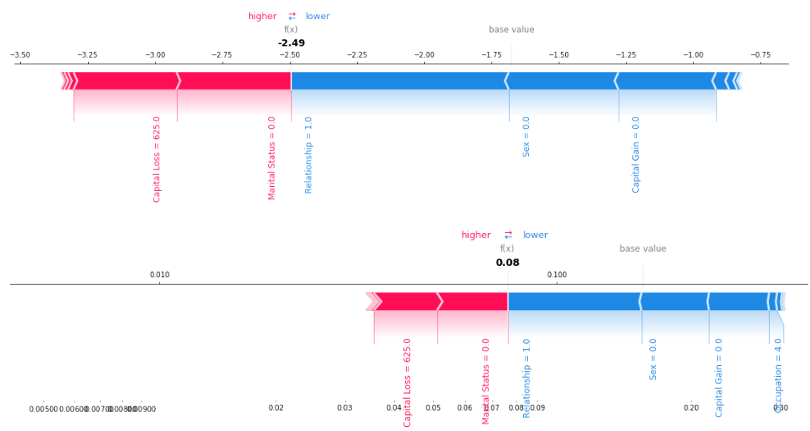 higher ⇄ lower
f(x) base value
-2.49
−3.50 −3.25 −3.00 −2.75 −2.50 −2.25 −2.00 −1.75 −1.50 −1.25 −1.00 −0.75
Capital Loss = 625.0
Marital Status = 0.0
Relationship = 1.0
Sex = 0.0
Capital Gain = 0.0
higher ⇄ lower
f(x) base value
0.08
0.010 0.100
Capital Loss = 625.0
Marital Status = 0.0
Relationship = 1.0
Sex = 0.0
Capital Gain = 0.0
Occupation = 4.0
0.00500 0.00600 0.00700 0.00800 0.00900 0.02 0.03 0.04 0.05 0.06 0.07 0.08 0.09 0.20 0.30